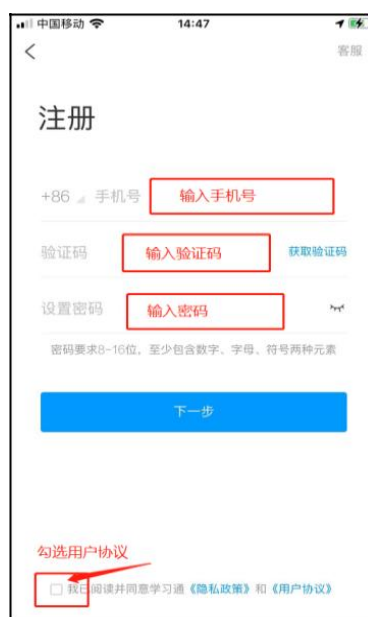 中国移动 14:47
客服
注册
+86 手机号 输入手机号
验证码 输入验证码 获取验证码
设置密码 输入密码
密码要求8-16位，至少包含数字、字母、符号两种元素
下一步
勾选用户协议
我已阅读并同意学习通《隐私政策》和《用户协议》